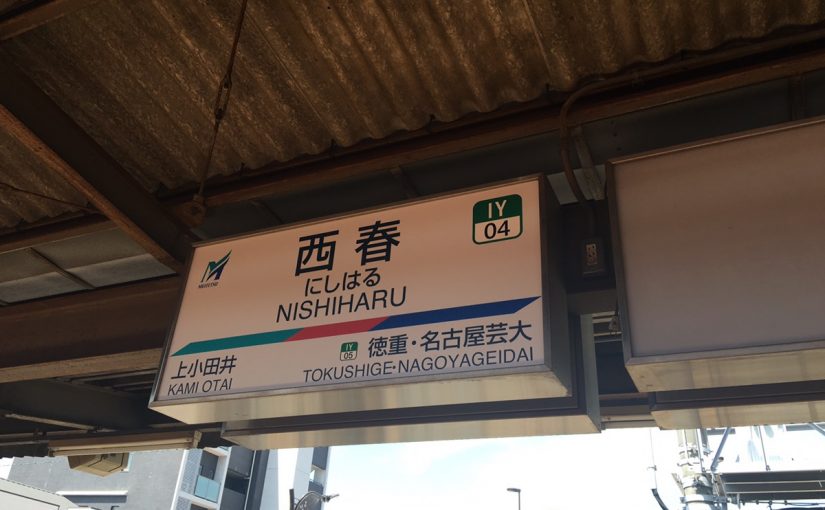 西春
IY
04
にしはる
NISHIHARU
MEITETSU
上小田井
KAMI OTAI
IY
05
徳重・名古屋芸大
TOKUSHIGE・NAGOYAGEIDAI